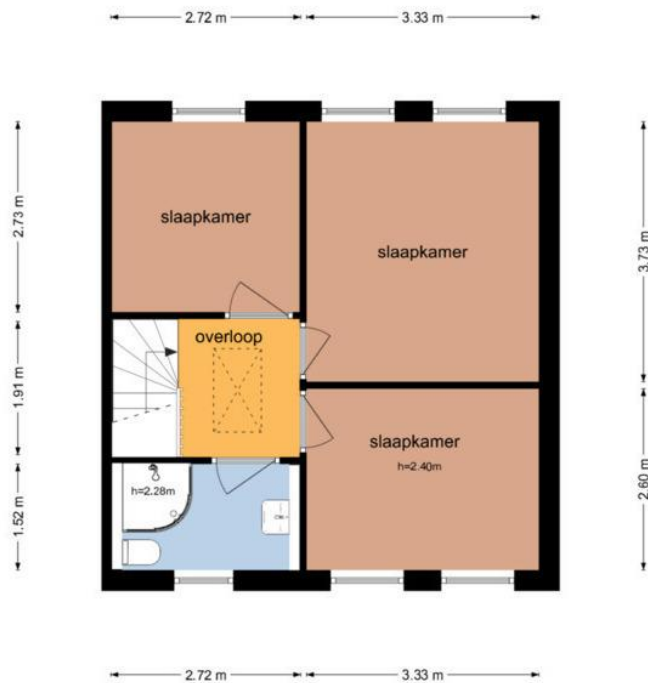 2.72 m
3.33 m
2.73 m
slaapkamer
slaapkamer
3.73 m
overloop
1.91 m
slaapkamer
h=2.40m
2.60 m
1.52 m
h=2.28m
2.72 m
3.33 m